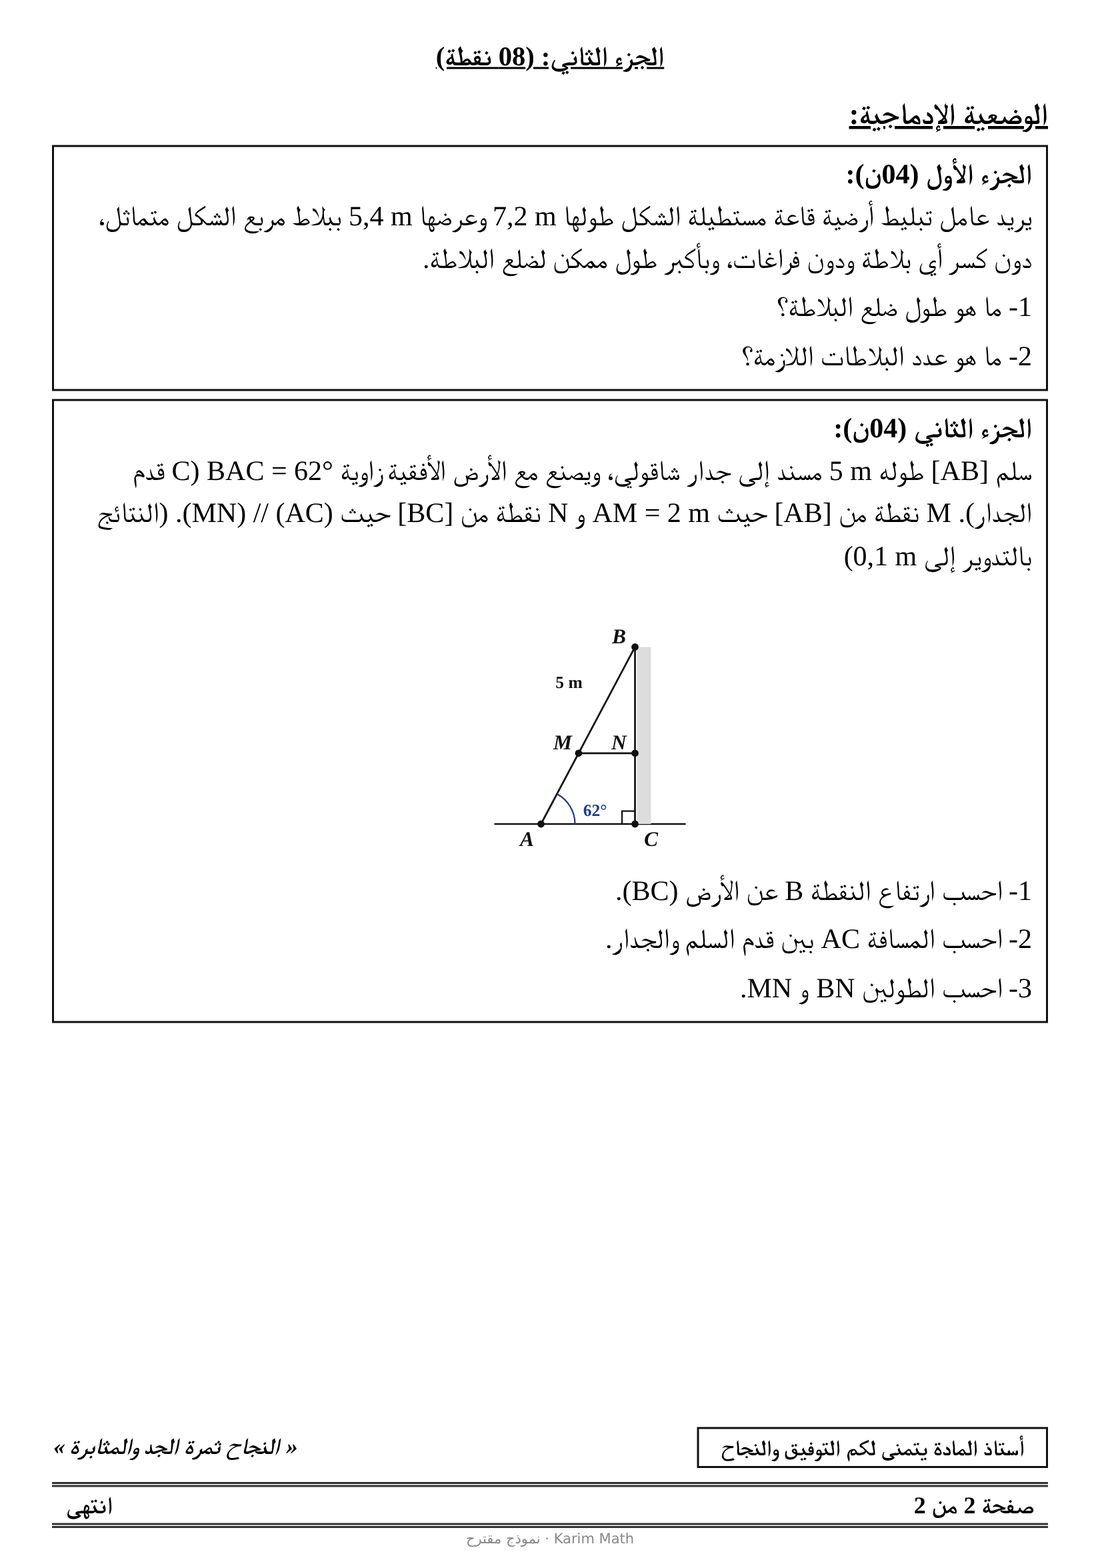 الجزء الثاني: (08 نقطة)
الوضعية الإدماجية:
الجزء الأول (04ن):
يريد عامل تبليط أرضية قاعة مستطيلة الشكل طولها 7,2 m وعرضها 5,4 m ببلاط مربع الشكل متماثل،
دون كسر أي بلاطة ودون فراغات، وبأكبر طول ممكن لضلع البلاطة.
1- ما هو طول ضلع البلاطة؟
2- ما هو عدد البلاطات اللازمة؟
الجزء الثاني (04ن):
سلم [AB] طوله 5 m مسند إلى جدار شاقولي، ويصنع مع الأرض الأفقية زاوية BAC = 62° (C قدم
الجدار). M نقطة من [AB] حيث AM = 2 m و N نقطة من [BC] حيث (MN) // (AC). (النتائج
بالتدوير إلى 0,1 m)
B
5 m
M N
62°
A C
1- احسب ارتفاع النقطة B عن الأرض (BC).
2- احسب المسافة AC بين قدم السلم والجدار.
3- احسب الطولين BN و MN.
أستاذ المادة يتمنى لكم التوفيق والنجاح
« النجاح ثمرة الجد والمثابرة »
صفحة 2 من 2
انتهى
نموذج مقترح · Karim Math